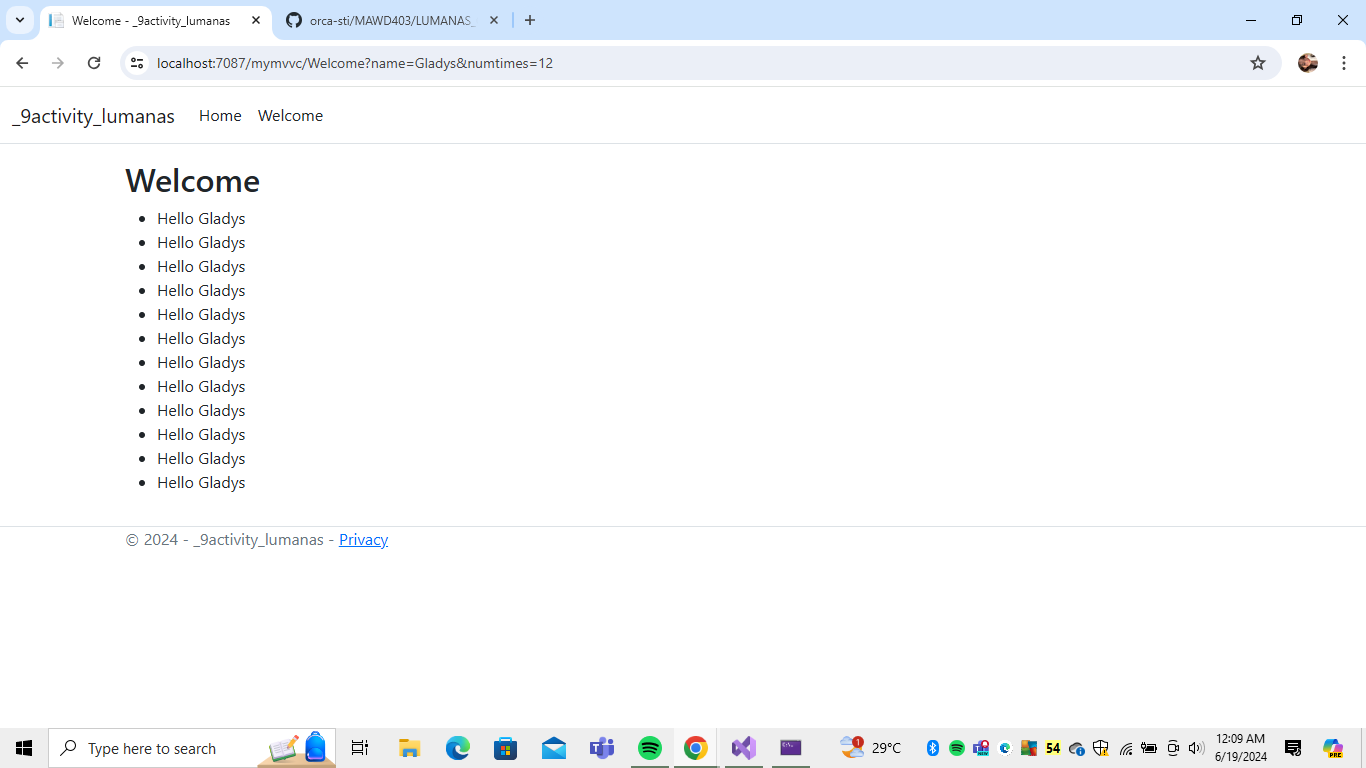 Welcome - _9activity_lumanas
orca-sti/MAWD403/LUMANAS_
localhost:7087/mymvvc/Welcome?name=Gladys&numtimes=12
_9activity_lumanas Home Welcome
Welcome
Hello Gladys
Hello Gladys
Hello Gladys
Hello Gladys
Hello Gladys
Hello Gladys
Hello Gladys
Hello Gladys
Hello Gladys
Hello Gladys
Hello Gladys
Hello Gladys
© 2024 - _9activity_lumanas - Privacy
Type here to search
1
29°C
54
12:09 AM
6/19/2024
PRE